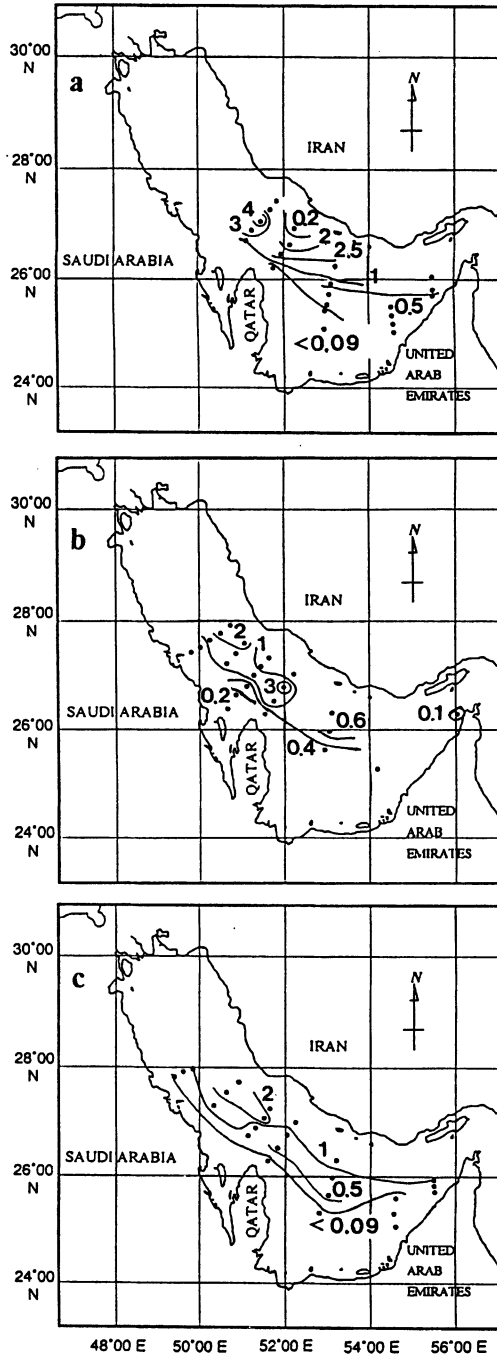 30°00
N
a
N
IRAN
28°00
N
4
3
0.2
2
2.5
1
SAUDI ARABIA
26°00
N
QATAR
0.5
<0.09
UNITED
ARAB
EMIRATES
24°00
N
30°00
N
b
N
IRAN
28°00
N
2
1
3
0.2
SAUDI ARABIA
26°00
N
0.6
0.1
0.4
QATAR
UNITED
ARAB
EMIRATES
24°00
N
30°00
N
c
N
IRAN
28°00
N
2
1
SAUDI ARABIA
26°00
N
QATAR
0.5
<0.09
UNITED
ARAB
EMIRATES
24°00
N
48°00 E 50°00 E 52°00 E 54°00 E 56°00 E